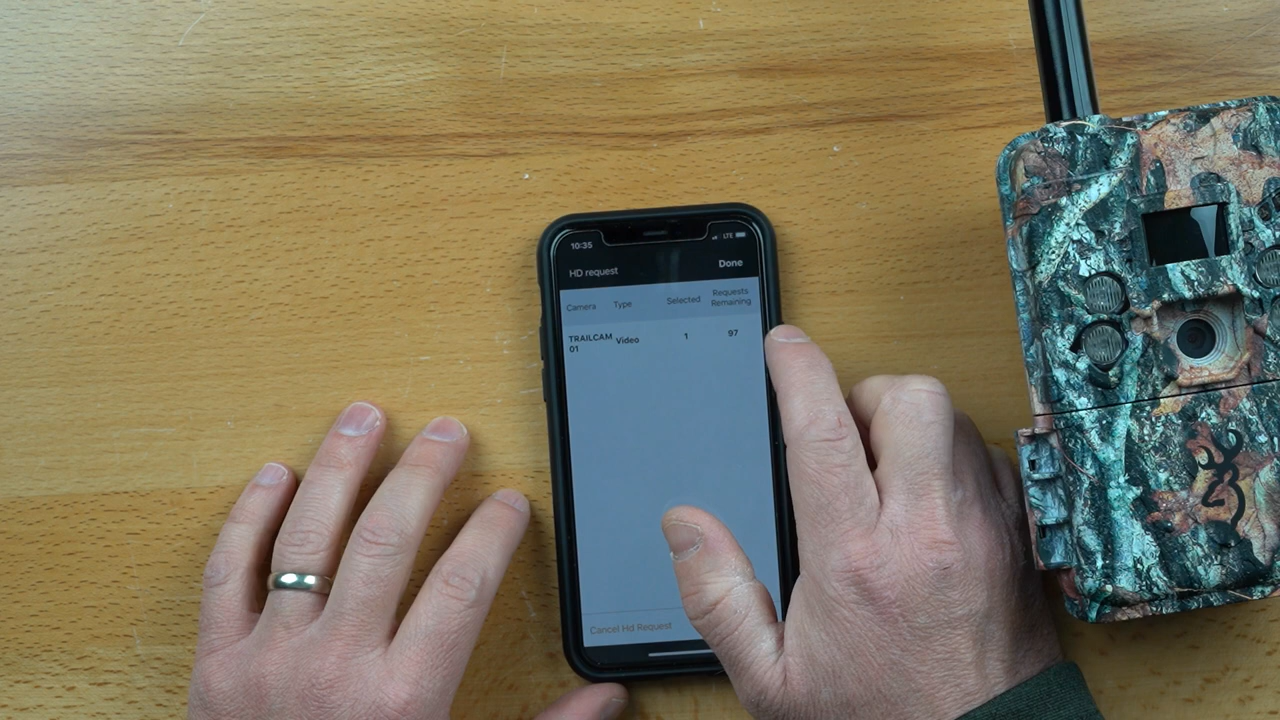 10:35 LTE
HD request Done
Camera Type Selected Requests Remaining
TRAILCAM 01 Video 1 97
Cancel Hd Request